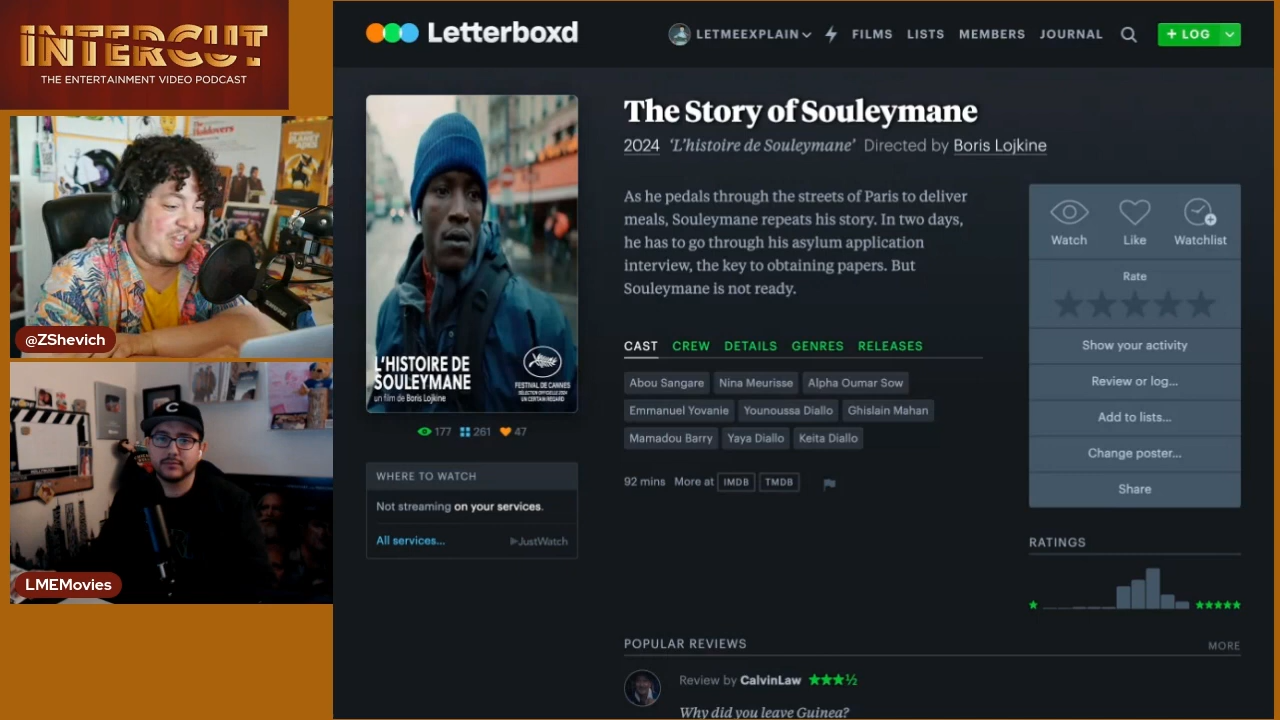 INTERCUT
THE ENTERTAINMENT VIDEO PODCAST
@ZShevich
LMEMovies
Letterboxd
LETMEEXPLAIN
FILMS
LISTS
MEMBERS
JOURNAL
+ LOG
L'HISTOIRE DE
SOULEYMANE
un film de Boris Lojkine
FESTIVAL DE CANNES
UN CERTAIN REGARD
177
261
47
WHERE TO WATCH
Not streaming on your services.
All services...
JustWatch
The Story of Souleymane
2024 ‘L’histoire de Souleymane’ Directed by Boris Lojkine
As he pedals through the streets of Paris to deliver
meals, Souleymane repeats his story. In two days,
he has to go through his asylum application
interview, the key to obtaining papers. But
Souleymane is not ready.
CAST CREW DETAILS GENRES RELEASES
Abou Sangare Nina Meurisse Alpha Oumar Sow
Emmanuel Yovanie Younoussa Diallo Ghislain Mahan
Mamadou Barry Yaya Diallo Keita Diallo
92 mins More at IMDB TMDB
Watch Like Watchlist
Rate
Show your activity
Review or log...
Add to lists...
Change poster...
Share
RATINGS
POPULAR REVIEWS
MORE
Review by CalvinLaw ★★★½
Why did you leave Guinea?